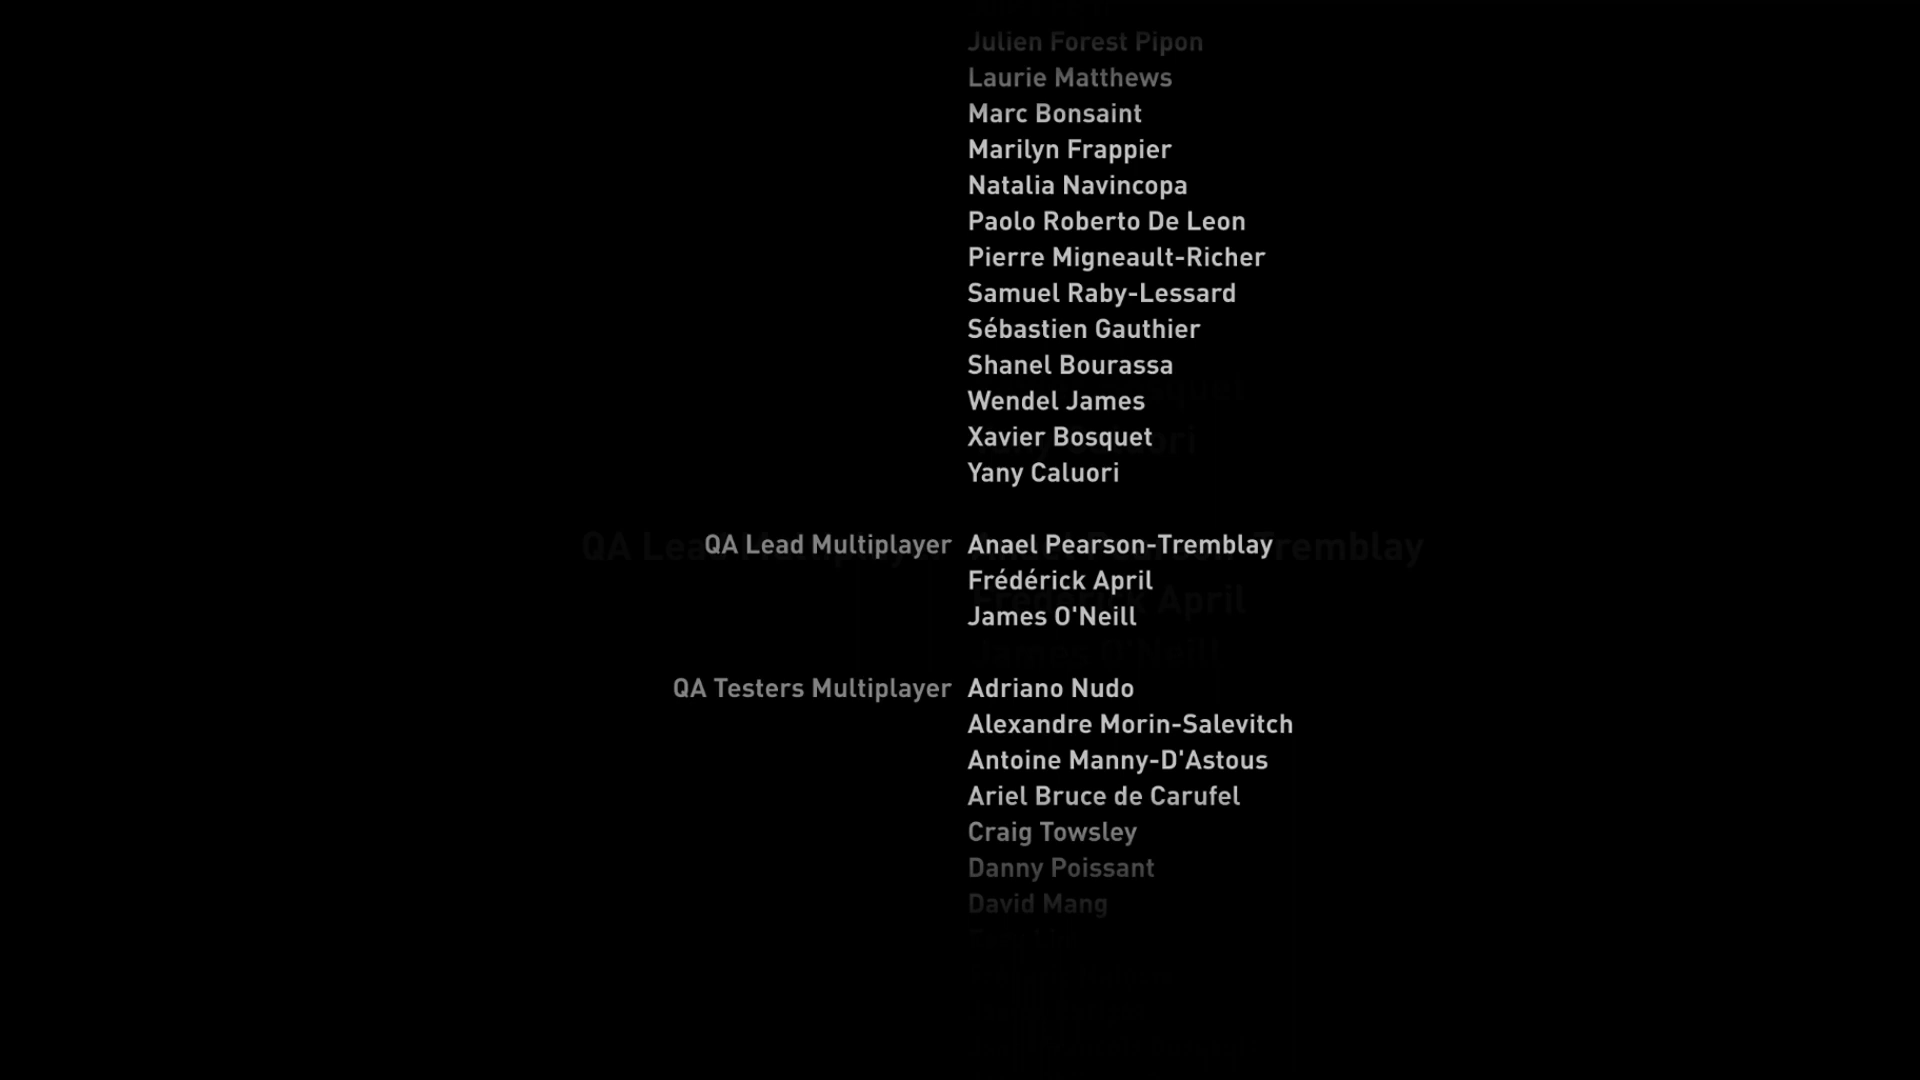 Julien Forest Pipon
Laurie Matthews
Marc Bonsaint
Marilyn Frappier
Natalia Navincopa
Paolo Roberto De Leon
Pierre Migneault-Richer
Samuel Raby-Lessard
Sébastien Gauthier
Shanel Bourassa
Wendel James
Xavier Bosquet
Yany Caluori
QA Lead Multiplayer Anael Pearson-Tremblay
Frédérick April
James O'Neill
QA Testers Multiplayer Adriano Nudo
Alexandre Morin-Salevitch
Antoine Manny-D'Astous
Ariel Bruce de Carufel
Craig Towsley
Danny Poissant
David Mang